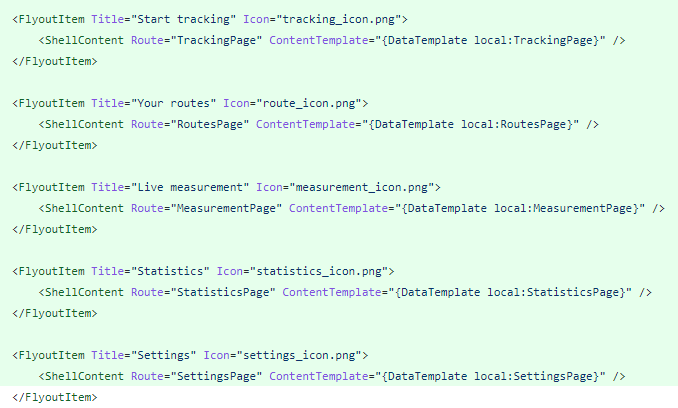 <FlyoutItem Title="Start tracking" Icon="tracking_icon.png">
<ShellContent Route="TrackingPage" ContentTemplate="{DataTemplate local:TrackingPage}" />
</FlyoutItem>
<FlyoutItem Title="Your routes" Icon="route_icon.png">
<ShellContent Route="RoutesPage" ContentTemplate="{DataTemplate local:RoutesPage}" />
</FlyoutItem>
<FlyoutItem Title="Live measurement" Icon="measurement_icon.png">
<ShellContent Route="MeasurementPage" ContentTemplate="{DataTemplate local:MeasurementPage}" />
</FlyoutItem>
<FlyoutItem Title="Statistics" Icon="statistics_icon.png">
<ShellContent Route="StatisticsPage" ContentTemplate="{DataTemplate local:StatisticsPage}" />
</FlyoutItem>
<FlyoutItem Title="Settings" Icon="settings_icon.png">
<ShellContent Route="SettingsPage" ContentTemplate="{DataTemplate local:SettingsPage}" />
</FlyoutItem>